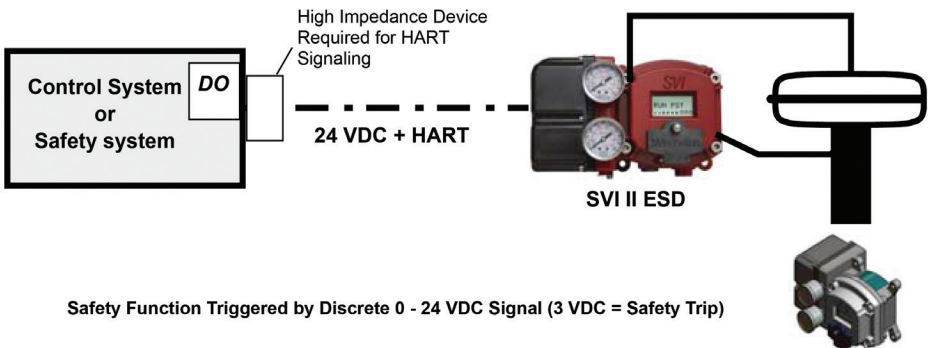 High Impedance Device
Required for HART
Signaling
Control System
or
Safety system
DO
24 VDC + HART
SVI
RUN PST
SVI II ESD
Safety Function Triggered by Discrete 0 - 24 VDC Signal (3 VDC = Safety Trip)